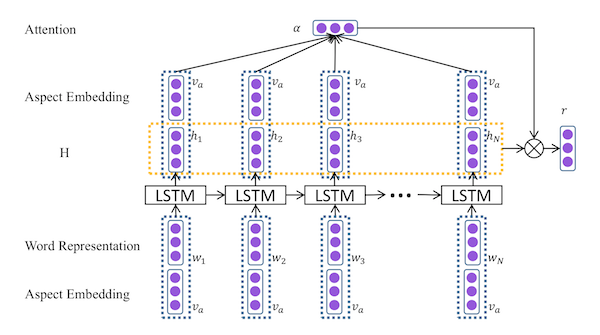 Attention α
Aspect Embedding v_a v_a v_a v_a
H h_1 h_2 h_3 h_N r
LSTM LSTM LSTM ••• LSTM
Word Representation w_1 w_2 w_3 w_N
Aspect Embedding v_a v_a v_a v_a